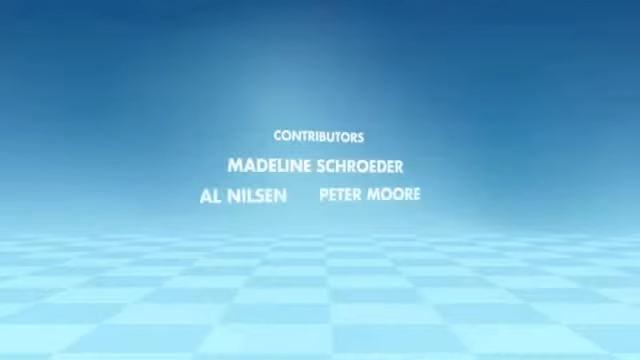 CONTRIBUTORS
MADELINE SCHROEDER
AL NILSEN PETER MOORE